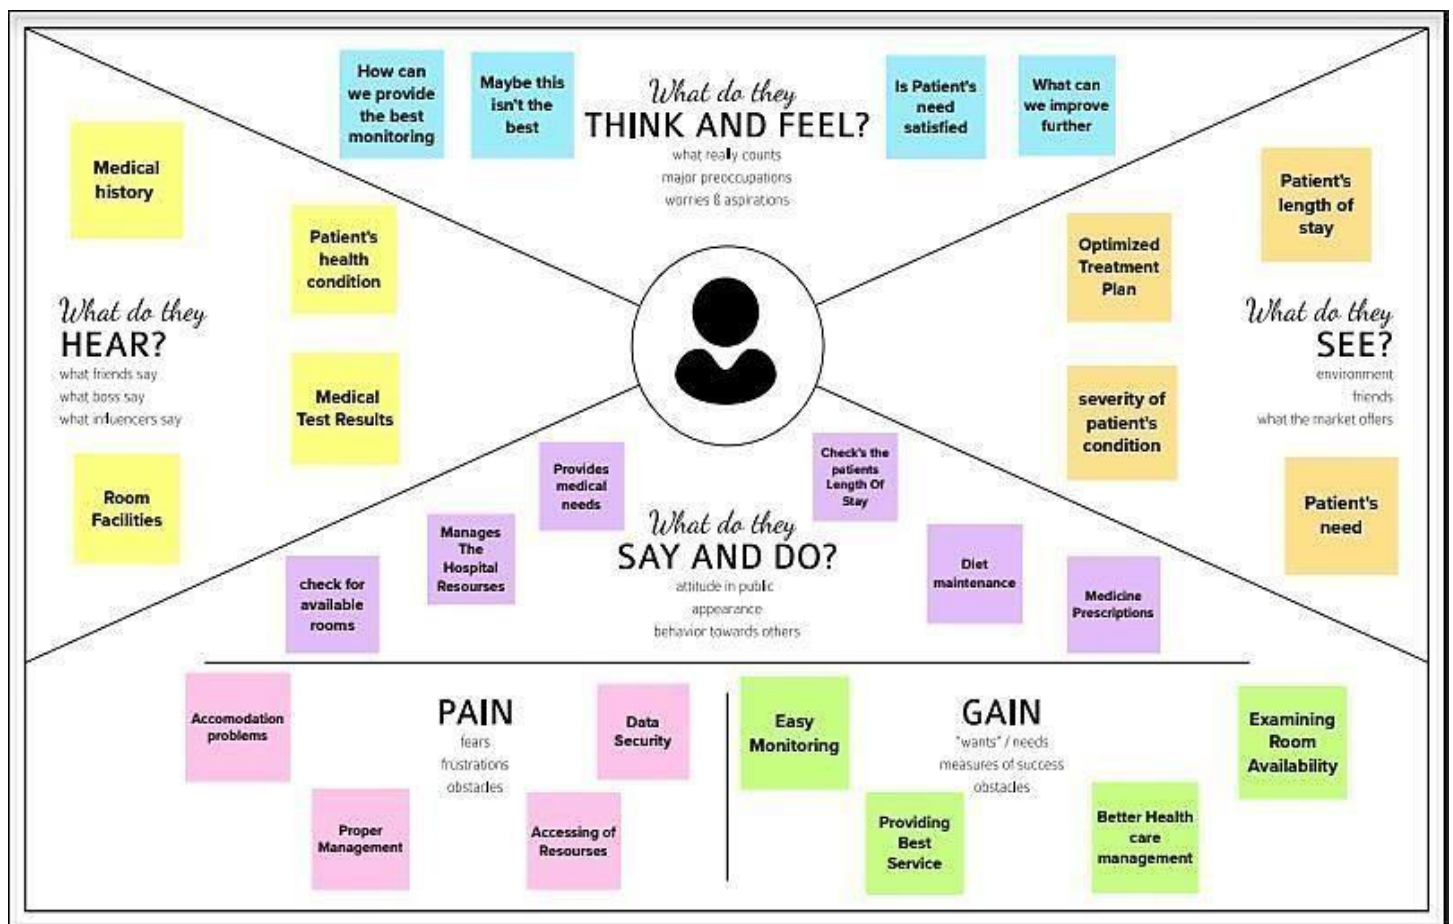 How can
we provide
the best
monitoring
Maybe this
isn't the
best
What do they
THINK AND FEEL?
what really counts
major preoccupations
worries & aspirations
Is Patient's
need
satisfied
What can
we improve
further
Medical
history
Patient's
health
condition
What do they
HEAR?
what friends say
what boss say
what influencers say
Medical
Test Results
Room
Facilities
Optimized
Treatment
Plan
Patient's
length of
stay
What do they
SEE?
environment
friends
what the market offers
severity of
patient's
condition
Patient's
need
check for
available
rooms
Manages
The
Hospital
Resourses
Provides
medical
needs
What do they
SAY AND DO?
attitude in public
appearance
behavior towards others
Check's the
patients
Length Of
Stay
Diet
maintenance
Medicine
Prescriptions
Accomodation
problems
PAIN
fears
frustrations
obstacles
Data
Security
Proper
Management
Accessing of
Resourses
Easy
Monitoring
GAIN
"wants" / needs
measures of success
obstacles
Examining
Room
Availability
Providing
Best
Service
Better Health
care
management